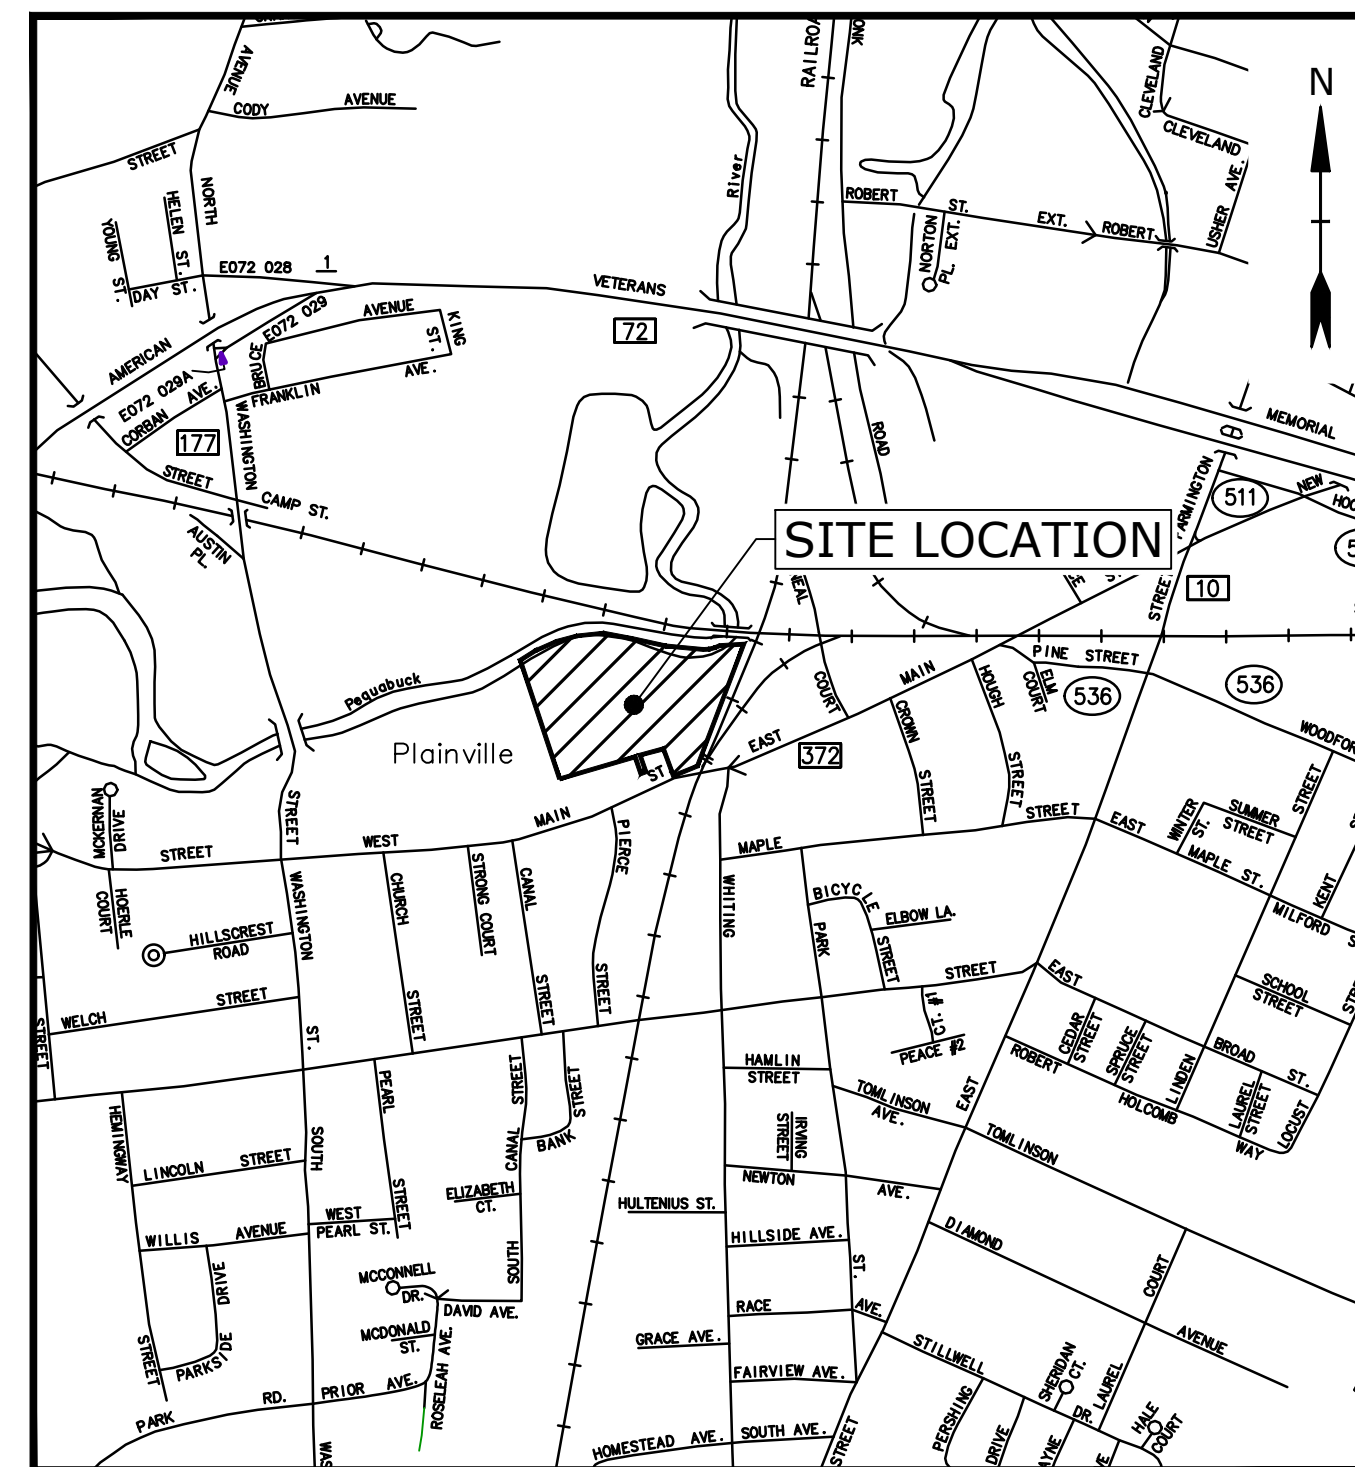 AVENUE
CODY AVENUE
STREET
NORTH
HELEN ST.
YOUNG ST.
DAY ST.
E072 028
1
River
RAILROA
ONK
CLEVELAND
CLEVELAND
USHER AVE.
N
ROBERT ST. EXT.
ROBERT
NORTON PL. EXT.
VETERANS
72
AMERICAN
E072 029
E072 029A
CORBAN AVE.
BRUCE
AVENUE
KING ST.
FRANKLIN AVE.
177
WASHINGTON
STREET
CAMP ST.
AUSTIN PL.
ROAD
MEMORIAL
FARMINGTON
STREET
511
NEW
HOO
5
10
SITE LOCATION
NEAL
COURT
PINE STREET
536
536
WOODFOR
Pequabuck
Plainville
ST
EAST MAIN
372
HOUGH
STREET
ELM COURT
CROWN
STREET
MCKERNAN DRIVE
STREET
STREET
WEST MAIN
PIERCE
STREET
MAPLE STREET
EAST MAPLE ST.
WINTER ST.
SUMMER STREET
STREET
KENT
MILFORD
S
HOERLE COURT
HILLSCREST ROAD
WASHINGTON
ST.
CHURCH
STREET
STRONG COURT
CANAL
STREET
WHITING
PARK
BICYCLE
STREET
ELBOW LA.
STREET
EAST
SCHOOL STREET
WELCH STREET
STREET
CT. #1
PEACE #2
CEDAR STREET
SPRUCE STREET
LINDEN
BROAD ST.
LAUREL STREET
LOCUST
ROBERT HOLCOMB WAY
HAMLIN STREET
TOMLINSON AVE.
EAST
TOMLINSON
HEMINGWAY
STREET
LINCOLN STREET
SOUTH
PEARL
STREET
STREET
CANAL
SOUTH
STREET
BANK
IRVING STREET
NEWTON AVE.
WILLIS AVENUE
WEST PEARL ST.
ELIZABETH CT.
HULTENIUS ST.
HILLSIDE AVE.
ST.
DIAMOND
COURT
AVENUE
DRIVE
PARKSIDE
MCCONNELL DR.
DAVID AVE.
MCDONALD ST.
ROSELEAH AVE.
RACE AVE.
GRACE AVE.
FAIRVIEW AVE.
STILLWELL
DR.
SHERIDAN CT.
LAUREL
HALE COURT
PARK RD.
PRIOR AVE.
WAS
HOMESTEAD AVE.
SOUTH AVE.
STREET
PERSHING
DRIVE
AYNE
VE